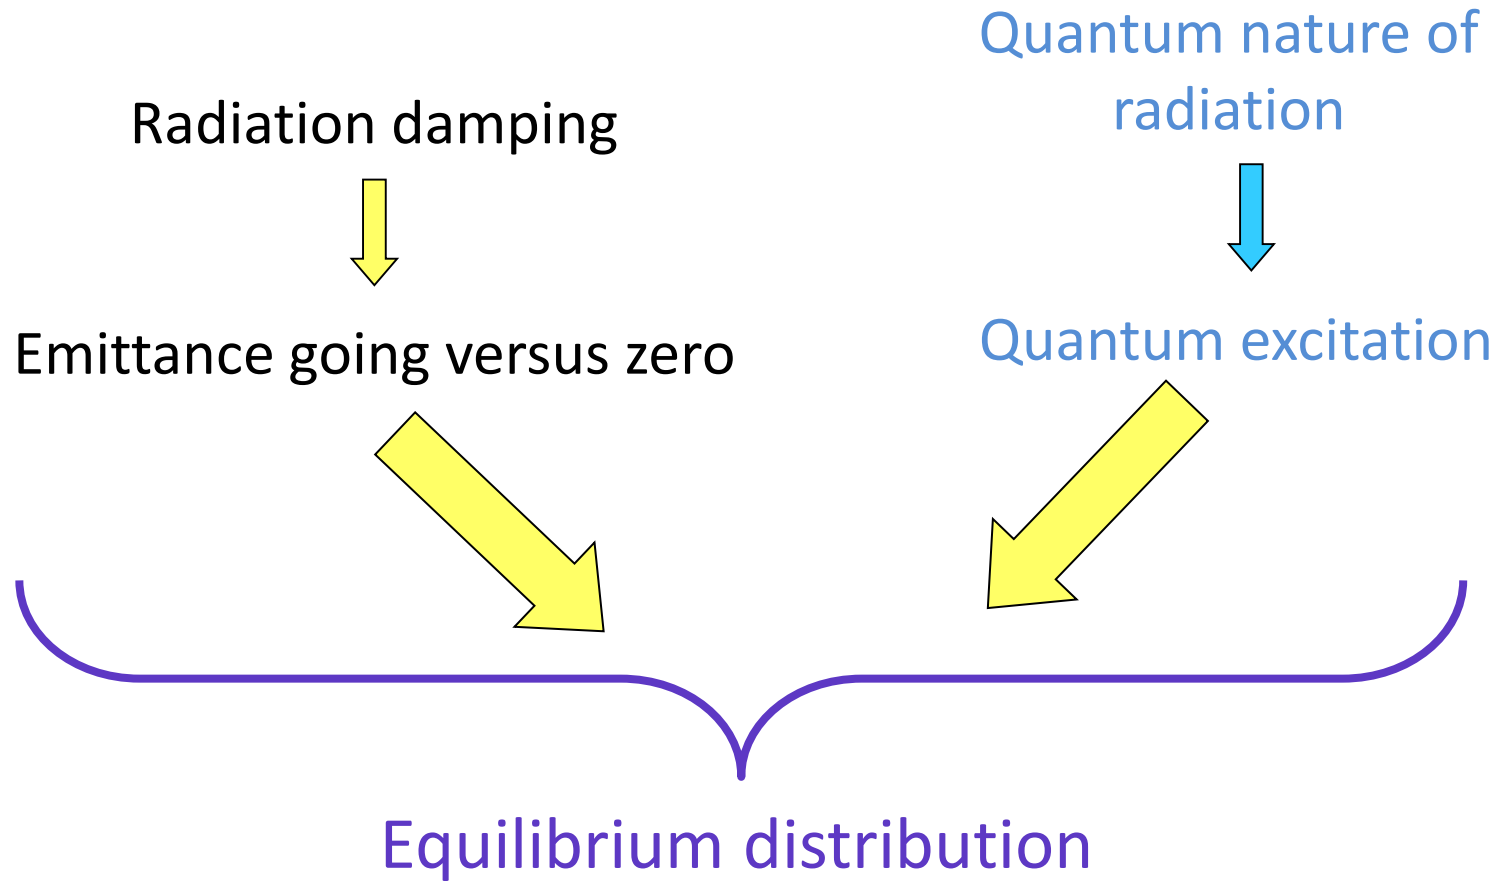 Radiation damping
Emittance going versus zero
Quantum nature of
radiation
Quantum excitation
Equilibrium distribution